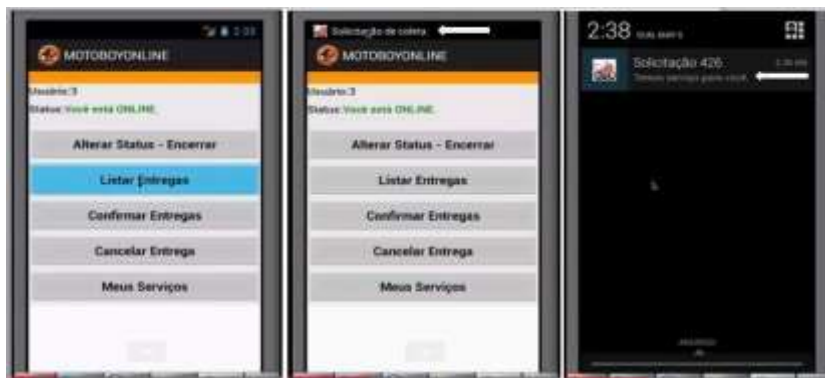 MOTOBOYONLINE
Usuário:3
Status: Você está ONLINE.
Alterar Status - Encerrar
Listar Entregas
Confirmar Entregas
Cancelar Entrega
Meus Serviços
Solicitação de coleta.
MOTOBOYONLINE
Usuário:3
Status: Você está ONLINE.
Alterar Status - Encerrar
Listar Entregas
Confirmar Entregas
Cancelar Entrega
Meus Serviços
2:38
Solicitação 426
Temos serviço para você.